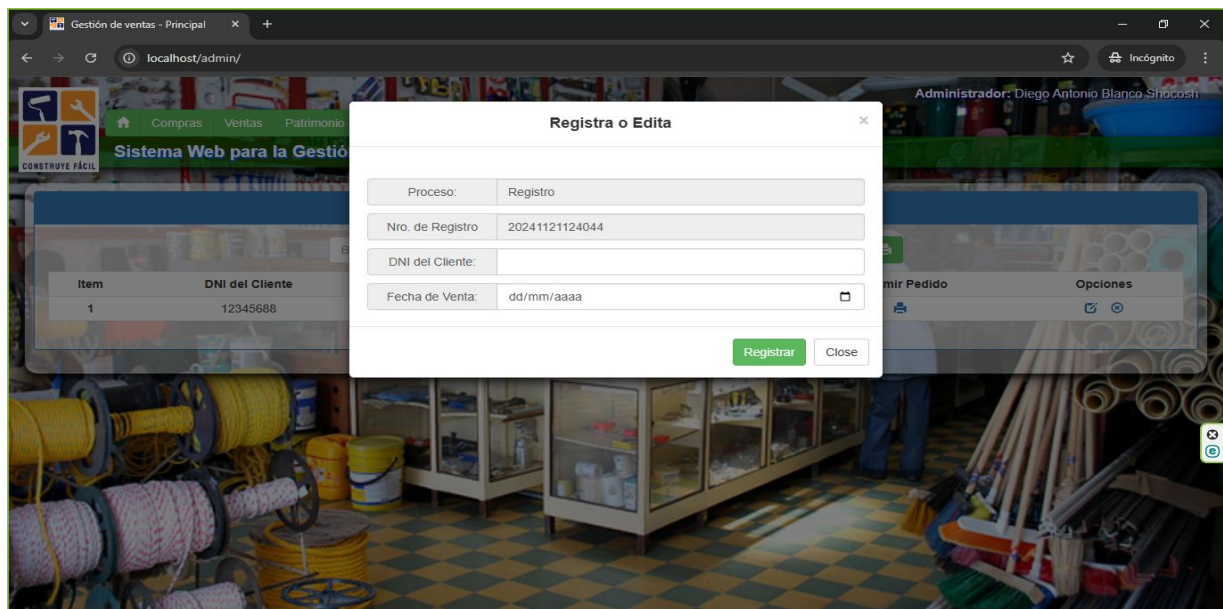 Gestión de ventas - Principal
localhost/admin/
Incógnito
Administrador: Diego Antonio Blanco Shocosh
Compras Ventas Patrimonio
Sistema Web para la Gestió
CONSTRUYE FÁCIL
Registra o Edita
Proceso: Registro
Nro. de Registro 20241121124044
DNI del Cliente:
Fecha de Venta: dd/mm/aaaa
Registrar Close
B
Item DNI del Cliente mir Pedido Opciones
1 12345688